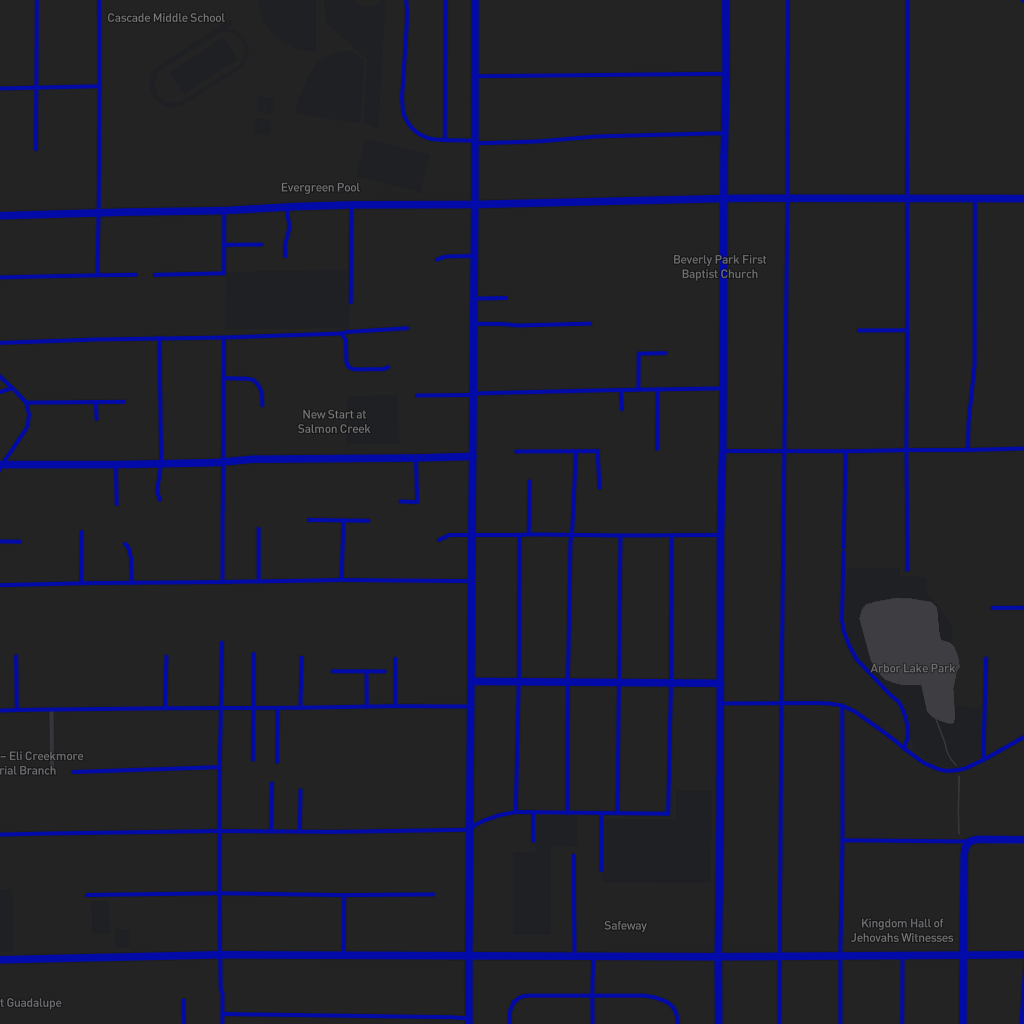 Cascade Middle School
Evergreen Pool
Beverly Park First
Baptist Church
New Start at
Salmon Creek
Arbor Lake Park
– Eli Creekmore
rial Branch
Safeway
Kingdom Hall of
Jehovahs Witnesses
t Guadalupe